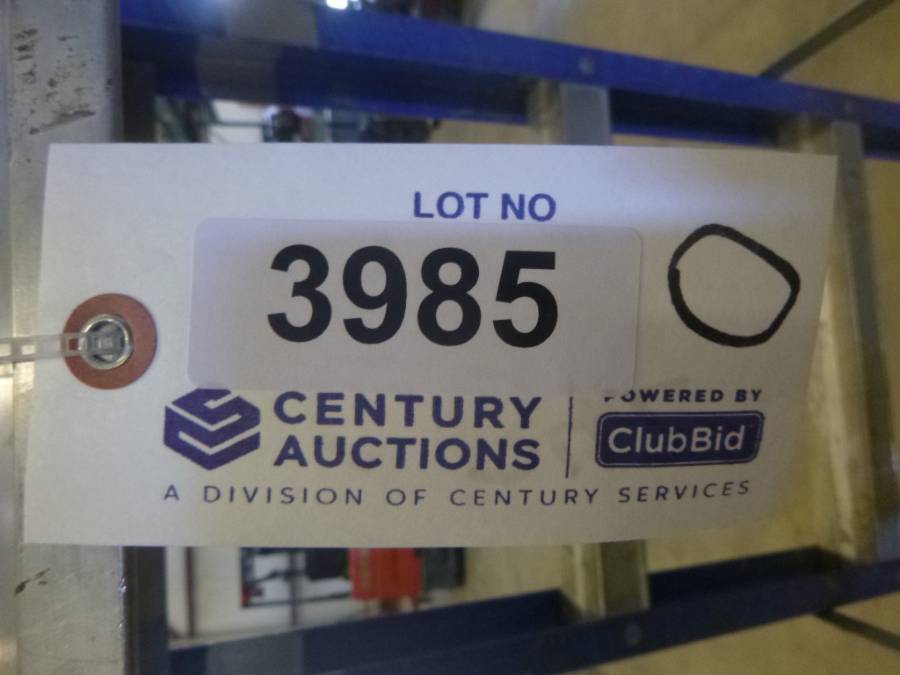 LOT NO
3985
CENTURY
AUCTIONS
POWERED BY
ClubBid
A DIVISION OF CENTURY SERVICES